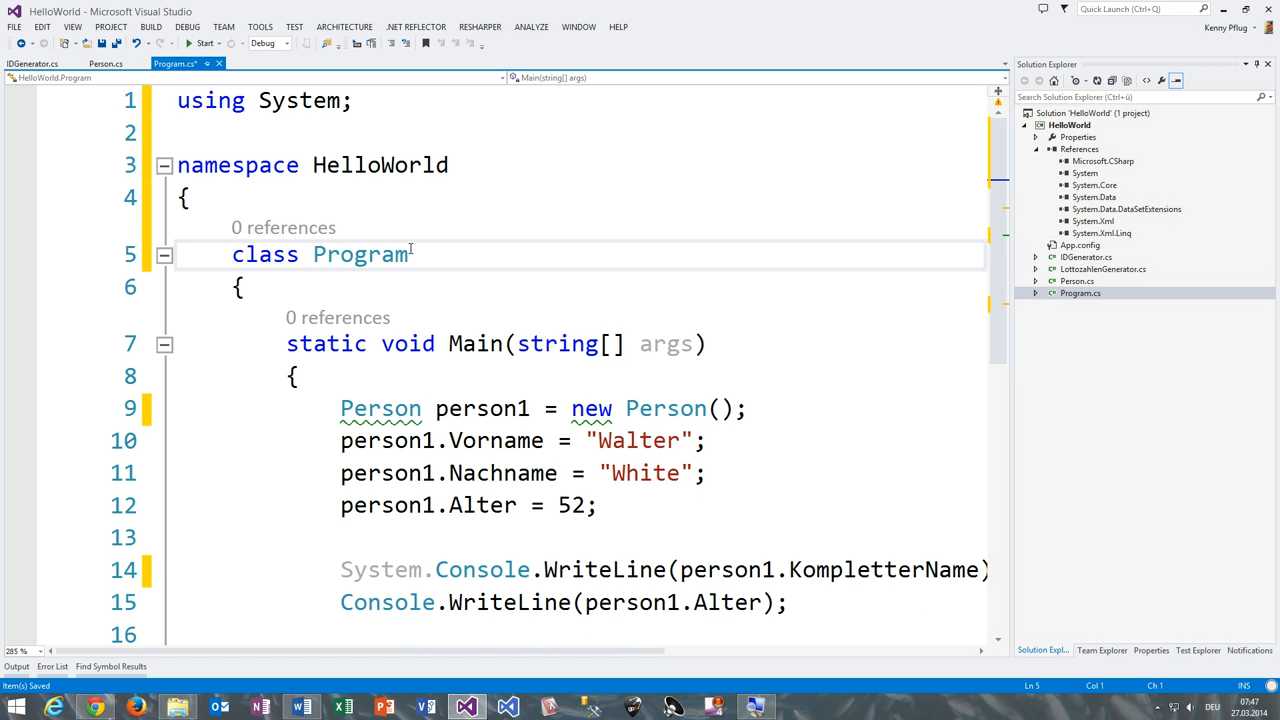 HelloWorld - Microsoft Visual Studio
Quick Launch (Ctrl+Q)
FILE EDIT VIEW PROJECT BUILD DEBUG TEAM TOOLS TEST ARCHITECTURE .NET REFLECTOR RESHARPER ANALYZE WINDOW HELP
Kenny Pflug
Start Debug
IDGenerator.cs Person.cs Program.cs*
HelloWorld.Program Main(string[] args)
1 using System;
2
3 namespace HelloWorld
4 {
0 references
5 class Program
6 {
0 references
7 static void Main(string[] args)
8 {
9 Person person1 = new Person();
10 person1.Vorname = "Walter";
11 person1.Nachname = "White";
12 person1.Alter = 52;
13
14 System.Console.WriteLine(person1.KompletterName)
15 Console.WriteLine(person1.Alter);
16
285 %
Solution Explorer
Search Solution Explorer (Ctrl+ü)
Solution 'HelloWorld' (1 project)
HelloWorld
Properties
References
Microsoft.CSharp
System
System.Core
System.Data
System.Data.DataSetExtensions
System.Xml
System.Xml.Linq
App.config
IDGenerator.cs
LottozahlenGenerator.cs
Person.cs
Program.cs
Solution Expl... Team Explorer Properties Test Explorer Notifications
Output Error List Find Symbol Results
Item(s) Saved Ln 5 Col 1 Ch 1 INS
DEU 07:47
27.03.2014